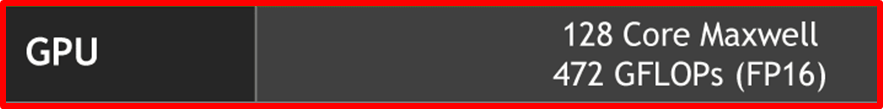 GPU
128 Core Maxwell
472 GFLOPs (FP16)